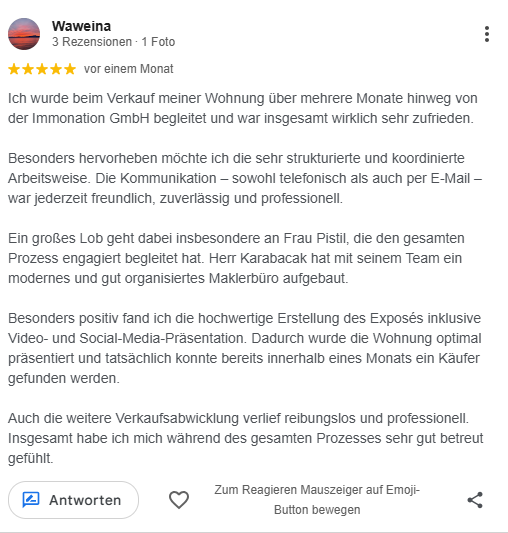 Waweina
3 Rezensionen · 1 Foto
vor einem Monat
Ich wurde beim Verkauf meiner Wohnung über mehrere Monate hinweg von
der Immonation GmbH begleitet und war insgesamt wirklich sehr zufrieden.
Besonders hervorheben möchte ich die sehr strukturierte und koordinierte
Arbeitsweise. Die Kommunikation – sowohl telefonisch als auch per E-Mail –
war jederzeit freundlich, zuverlässig und professionell.
Ein großes Lob geht dabei insbesondere an Frau Pistil, die den gesamten
Prozess engagiert begleitet hat. Herr Karabacak hat mit seinem Team ein
modernes und gut organisiertes Maklerbüro aufgebaut.
Besonders positiv fand ich die hochwertige Erstellung des Exposés inklusive
Video- und Social-Media-Präsentation. Dadurch wurde die Wohnung optimal
präsentiert und tatsächlich konnte bereits innerhalb eines Monats ein Käufer
gefunden werden.
Auch die weitere Verkaufsabwicklung verlief reibungslos und professionell.
Insgesamt habe ich mich während des gesamten Prozesses sehr gut betreut
gefühlt.
Antworten
Zum Reagieren Mauszeiger auf Emoji-
Button bewegen